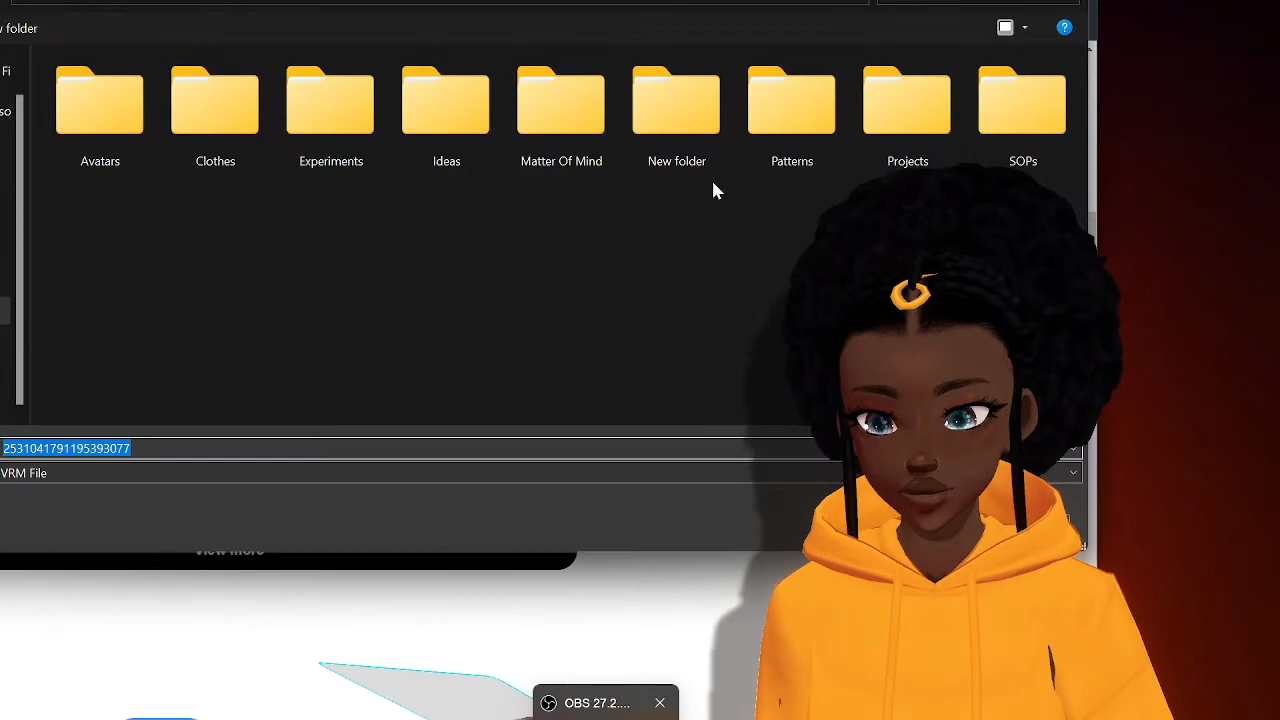 folder
Fi
so
Avatars
Clothes
Experiments
Ideas
Matter Of Mind
New folder
Patterns
Projects
SOPs
2531041791195393077
VRM File
View more
OBS 27.2....